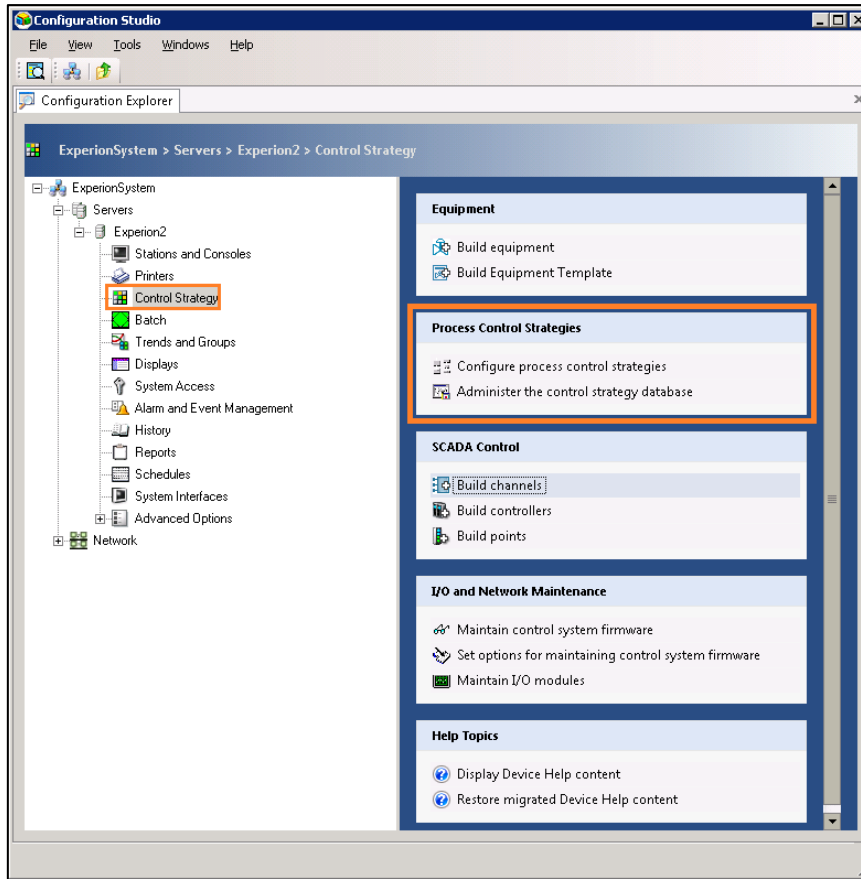 Configuration Studio
File View Tools Windows Help
Configuration Explorer
ExperionSystem > Servers > Experion2 > Control Strategy
ExperionSystem
Servers
Experion2
Stations and Consoles
Printers
Control Strategy
Batch
Trends and Groups
Displays
System Access
Alarm and Event Management
History
Reports
Schedules
System Interfaces
Advanced Options
Network
Equipment
Build equipment
Build Equipment Template
Process Control Strategies
Configure process control strategies
Administer the control strategy database
SCADA Control
Build channels
Build controllers
Build points
I/O and Network Maintenance
Maintain control system firmware
Set options for maintaining control system firmware
Maintain I/O modules
Help Topics
Display Device Help content
Restore migrated Device Help content